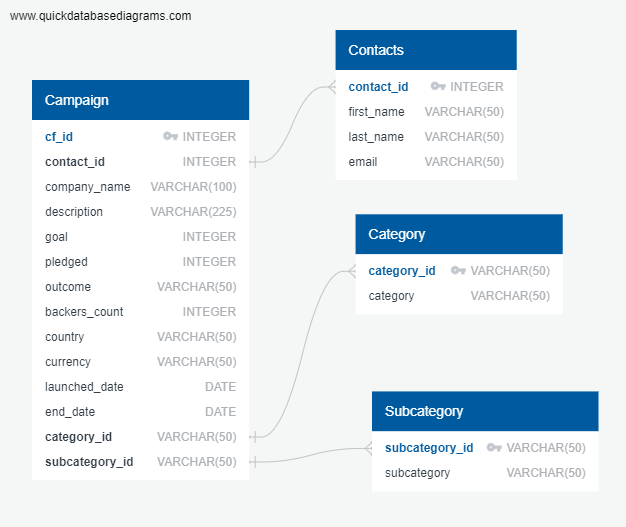 www.quickdatabasediagrams.com
Campaign
cf_id INTEGER
contact_id INTEGER
company_name VARCHAR(100)
description VARCHAR(225)
goal INTEGER
pledged INTEGER
outcome VARCHAR(50)
backers_count INTEGER
country VARCHAR(50)
currency VARCHAR(50)
launched_date DATE
end_date DATE
category_id VARCHAR(50)
subcategory_id VARCHAR(50)
Contacts
contact_id INTEGER
first_name VARCHAR(50)
last_name VARCHAR(50)
email VARCHAR(50)
Category
category_id VARCHAR(50)
category VARCHAR(50)
Subcategory
subcategory_id VARCHAR(50)
subcategory VARCHAR(50)